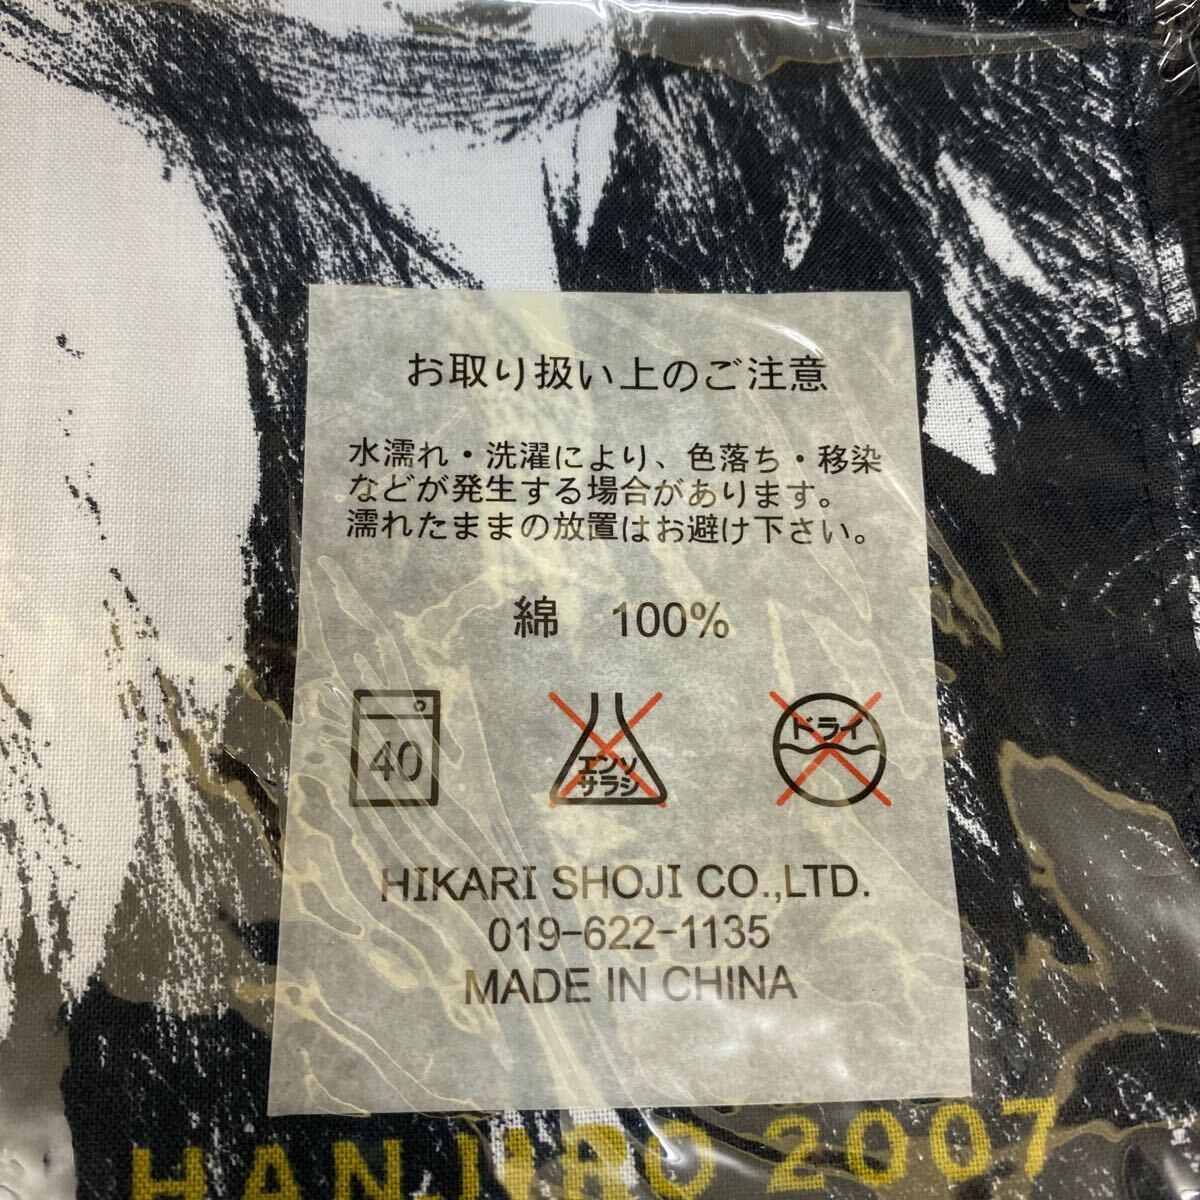 お取り扱い上のご注意
水濡れ・洗濯により、色落ち・移染
などが発生する場合があります。
濡れたままの放置はお避け下さい。
綿 100%
40
エンソ
サラシ
ドライ
HIKARI SHOJI CO.,LTD.
019-622-1135
MADE IN CHINA
HANJIRO 2007